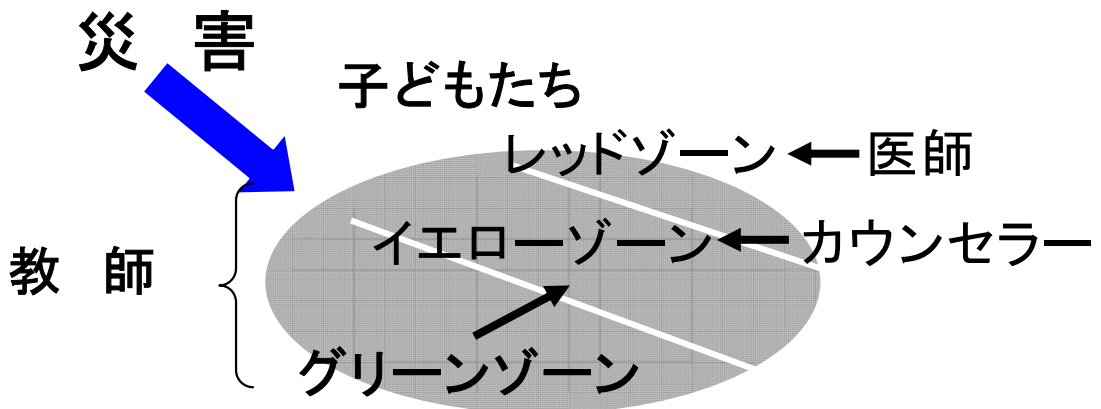 災　害
子どもたち
レッドゾーン
医師
イエローゾーン
カウンセラー
教　師
グリーンゾーン